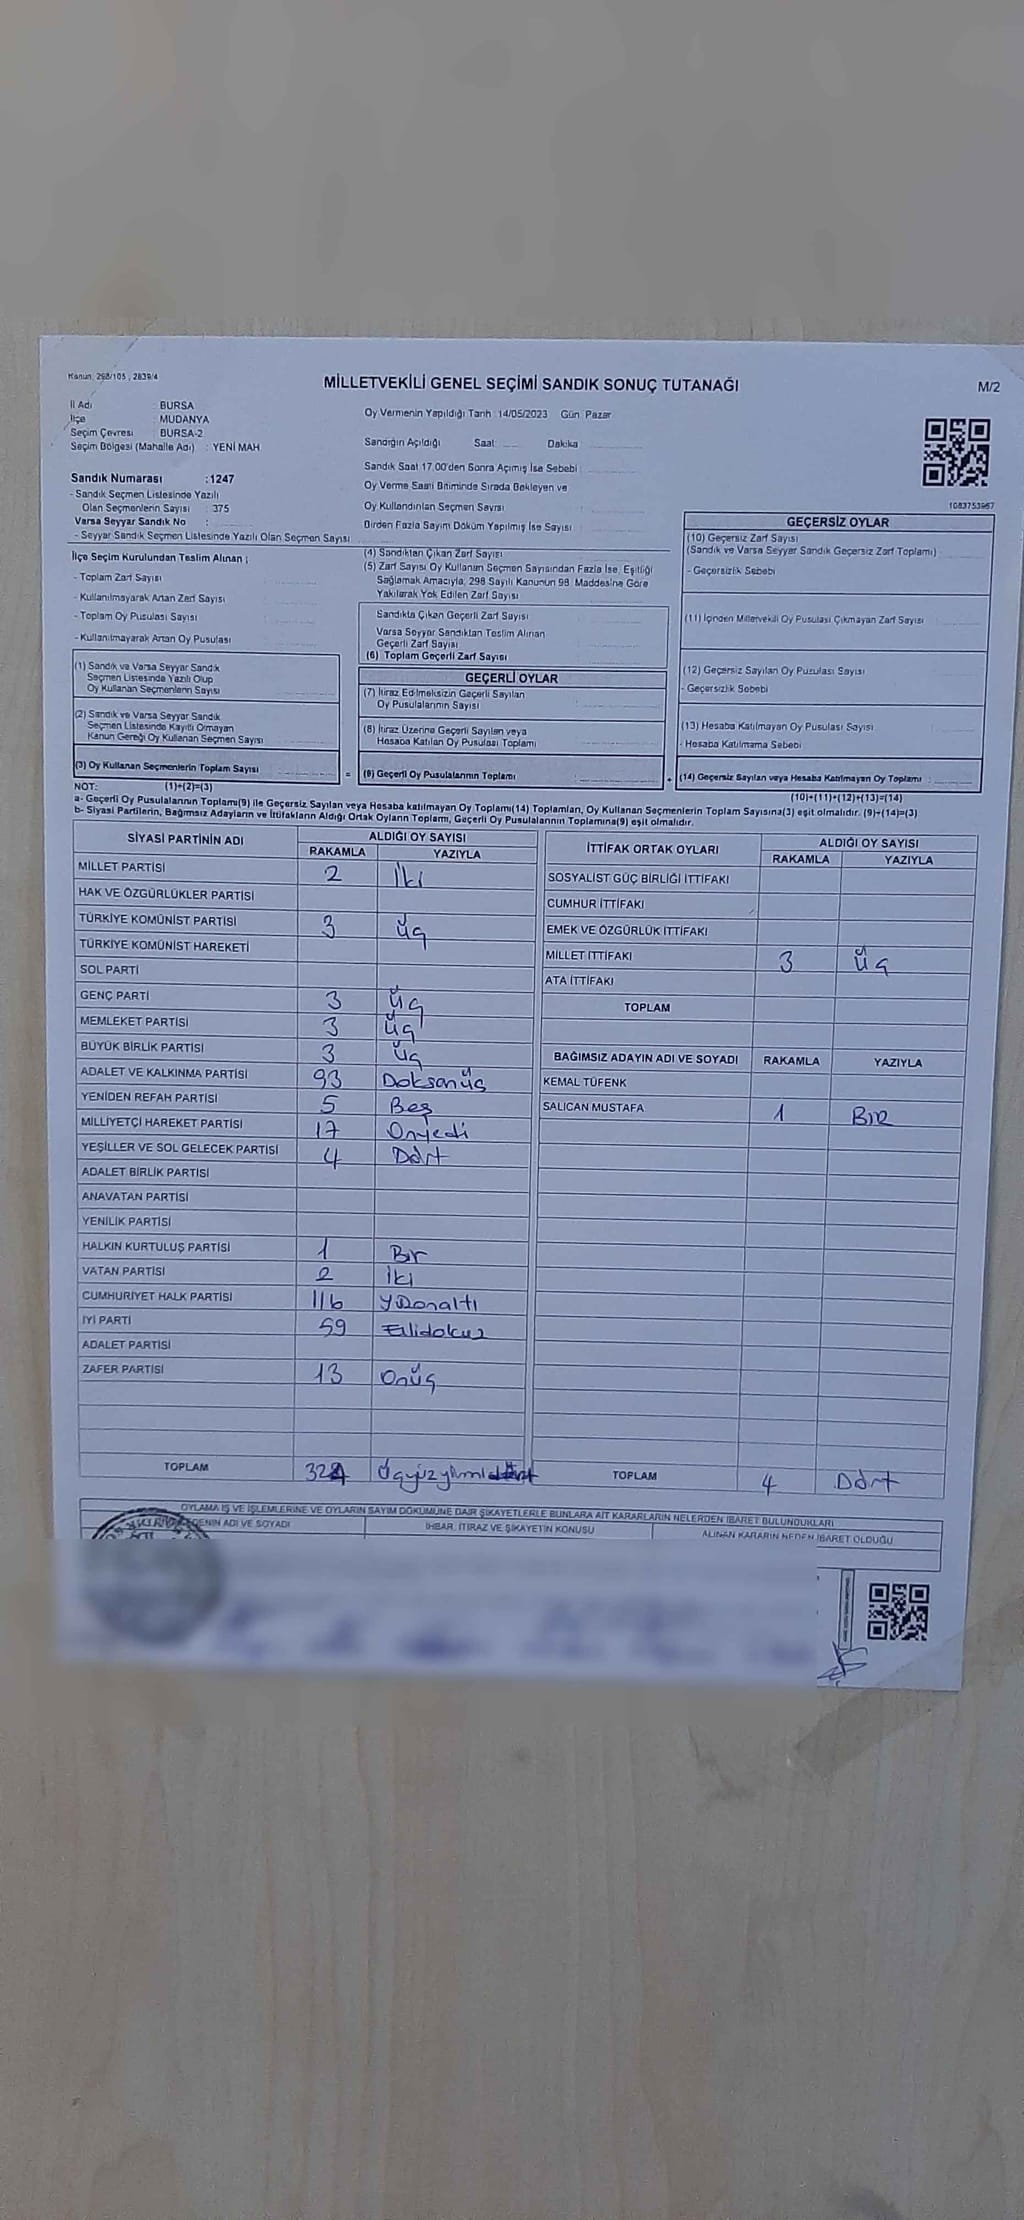 Kanun: 298/105 , 2839/4
MİLLETVEKİLİ GENEL SEÇİMİ SANDIK SONUÇ TUTANAĞI
M/2
İl Adı : BURSA
İlçe : MUDANYA
Seçim Çevresi : BURSA-2
Seçim Bölgesi (Mahalle Adı) : YENİ MAH
Oy Vermenin Yapıldığı Tarih 14/05/2023 Gün Pazar
Sandığın Açıldığı Saat: Dakika
Sandık Saat 17.00'den Sonra Açılmış İse Sebebi
Oy Verme Saati Bitiminde Sırada Bekleyen ve
Oy Kullandırılan Seçmen Sayısı
Birden Fazla Sayım Döküm Yapılmış İse Sayısı
1083753967
Sandık Numarası : 1247
- Sandık Seçmen Listesinde Yazılı
Olan Seçmenlerin Sayısı : 375
Varsa Seyyar Sandık No :
- Seyyar Sandık Seçmen Listesinde Yazılı Olan Seçmen Sayısı
İlçe Seçim Kurulundan Teslim Alınan ;
- Toplam Zarf Sayısı
- Kullanılmayarak Artan Zarf Sayısı
- Toplam Oy Pusulası Sayısı
- Kullanılmayarak Artan Oy Pusulası
(1) Sandık ve Varsa Seyyar Sandık
Seçmen Listesinde Yazılı Olup
Oy Kullanan Seçmenlerin Sayısı
(2) Sandık ve Varsa Seyyar Sandık
Seçmen Listesinde Kayıtlı Olmayan
Kanun Gereği Oy Kullanan Seçmen Sayısı
(3) Oy Kullanan Seçmenlerin Toplam Sayısı
(4) Sandıktan Çıkan Zarf Sayısı
(5) Zarf Sayısı Oy Kullanan Seçmen Sayısından Fazla İse, Eşitliği
Sağlamak Amacıyla, 298 Sayılı Kanunun 98. Maddesine Göre
Yakılarak Yok Edilen Zarf Sayısı
Sandıkta Çıkan Geçerli Zarf Sayısı
Varsa Seyyar Sandıktan Teslim Alınan
Geçerli Zarf Sayısı
(6) Toplam Geçerli Zarf Sayısı
GEÇERLİ OYLAR
(7) İtiraz Edilmeksizin Geçerli Sayılan
Oy Pusulalarının Sayısı
(8) İtiraz Üzerine Geçerli Sayılan veya
Hesaba Katılan Oy Pusulası Toplamı
= (9) Geçerli Oy Pusulalarının Toplamı :
GEÇERSİZ OYLAR
(10) Geçersiz Zarf Sayısı
(Sandık ve Varsa Seyyar Sandık Geçersiz Zarf Toplamı)
- Geçersizlik Sebebi
(11) İçinden Milletvekili Oy Pusulası Çıkmayan Zarf Sayısı
(12) Geçersiz Sayılan Oy Puzulası Sayısı
- Geçersizlik Sebebi
(13) Hesaba Katılmayan Oy Pusulası Sayısı
- Hesaba Katılmama Sebebi
+ (14) Geçersiz Sayılan veya Hesaba Katılmayan Oy Toplamı :
NOT: (1)+(2)=(3)
(10)+(11)+(12)+(13)=(14)
a- Geçerli Oy Pusulalarının Toplamı(9) ile Geçersiz Sayılan veya Hesaba katılmayan Oy Toplamı(14) Toplamları, Oy Kullanan Seçmenlerin Toplam Sayısına(3) eşit olmalıdır. (9)+(14)=(3)
b- Siyasi Partilerin, Bağımsız Adayların ve İttifakların Aldığı Ortak Oyların Toplamı, Geçerli Oy Pusulalarının Toplamına(9) eşit olmalıdır.
SİYASİ PARTİNİN ADI ALDIĞI OY SAYISI
RAKAMLA YAZIYLA
MİLLET PARTİSİ 2 İki
HAK VE ÖZGÜRLÜKLER PARTİSİ
TÜRKİYE KOMÜNİST PARTİSİ 3 Üç
TÜRKİYE KOMÜNİST HAREKETİ
SOL PARTİ
GENÇ PARTİ 3 Üç
MEMLEKET PARTİSİ 3 Üç
BÜYÜK BİRLİK PARTİSİ 3 Üç
ADALET VE KALKINMA PARTİSİ 93 Doksanüç
YENİDEN REFAH PARTİSİ 5 Beş
MİLLİYETÇİ HAREKET PARTİSİ 17 Onyedi
YEŞİLLER VE SOL GELECEK PARTİSİ 4 Dört
ADALET BİRLİK PARTİSİ
ANAVATAN PARTİSİ
YENİLİK PARTİSİ
HALKIN KURTULUŞ PARTİSİ 1 Bir
VATAN PARTİSİ 2 İki
CUMHURİYET HALK PARTİSİ 116 Yüzonaltı
İYİ PARTİ 59 Ellidokuz
ADALET PARTİSİ
ZAFER PARTİSİ 13 Onüç
TOPLAM 324 Üçyüzyirmidört
İTTİFAK ORTAK OYLARI ALDIĞI OY SAYISI
RAKAMLA YAZIYLA
SOSYALİST GÜÇ BİRLİĞİ İTTİFAKI
CUMHUR İTTİFAKI
EMEK VE ÖZGÜRLÜK İTTİFAKI
MİLLET İTTİFAKI 3 Üç
ATA İTTİFAKI
TOPLAM
BAĞIMSIZ ADAYIN ADI VE SOYADI RAKAMLA YAZIYLA
KEMAL TÜFENK
SALİCAN MUSTAFA 1 BİR
TOPLAM 4 Dört
OYLAMA İŞ VE İŞLEMLERİNE VE OYLARIN SAYIM DÖKÜMÜNE DAİR ŞİKAYETLERLE BUNLARA AİT KARARLARIN NELERDEN İBARET BULUNDUKLARI
ADI VE SOYADI İHBAR, İTİRAZ VE ŞİKAYETİN KONUSU ALINAN KARARIN NEDEN İBARET OLDUĞU